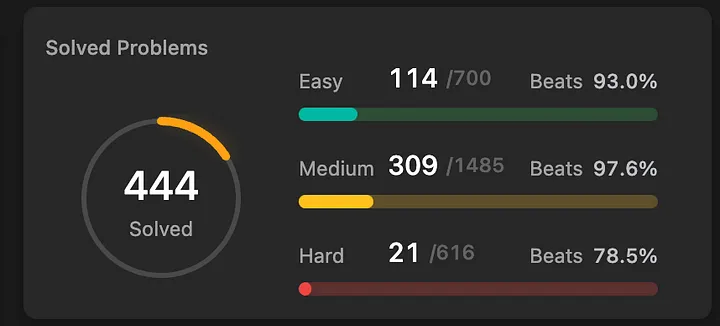 Solved Problems
444
Solved
Easy 114 /700 Beats 93.0%
Medium 309 /1485 Beats 97.6%
Hard 21 /616 Beats 78.5%